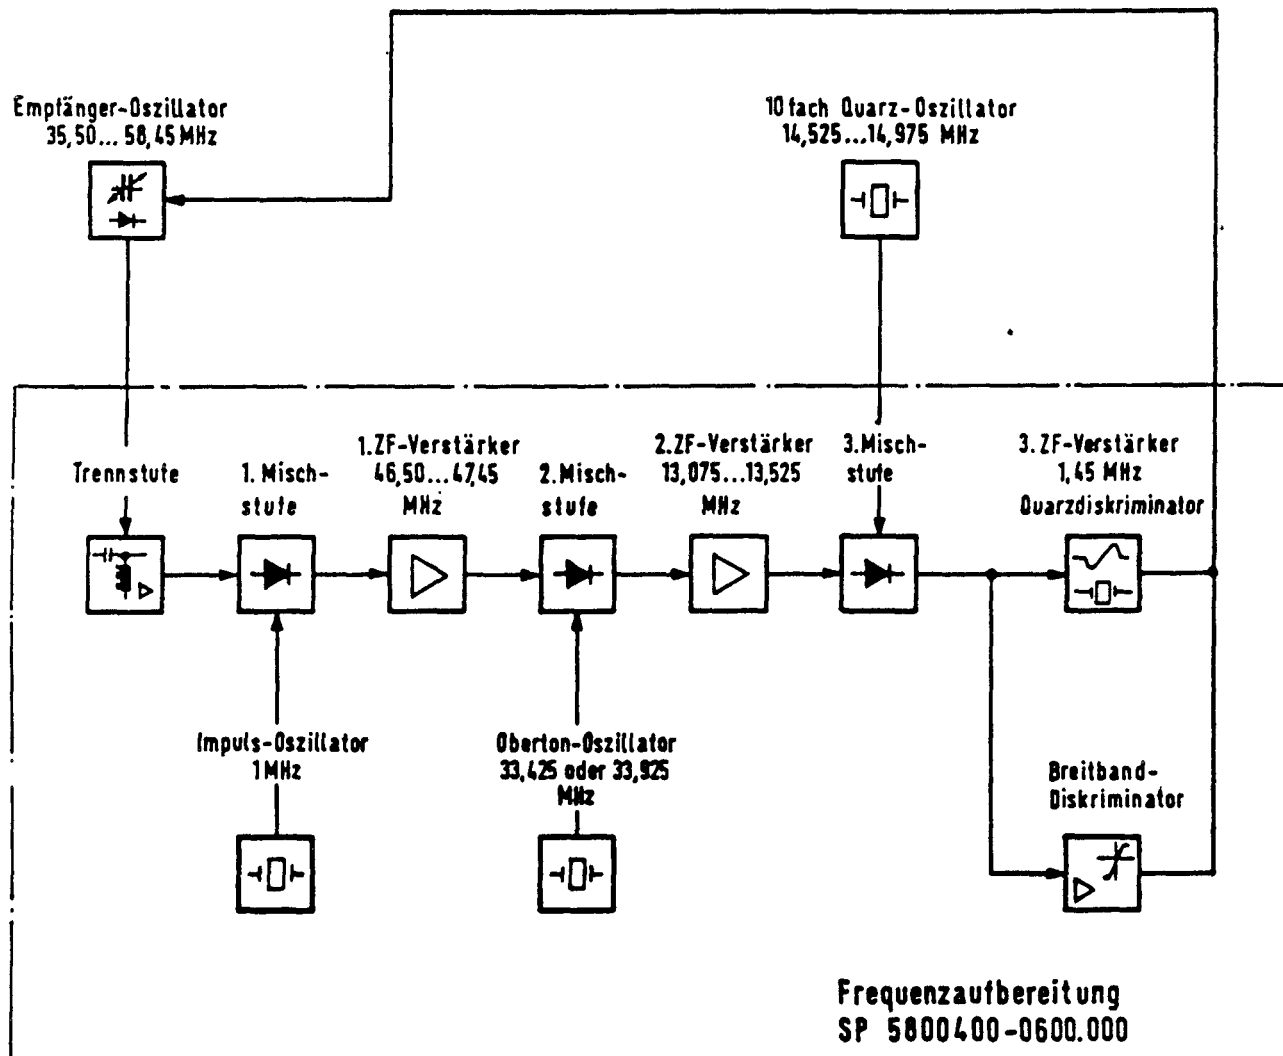 Empfänger-Oszillator
35,50... 58,45 MHz
10fach Quarz-Oszillator
14,525...14,975 MHz
Trennstufe
1. Misch-
stufe
1.ZF-Verstärker
46,50...47,45
MHz
2. Misch-
stufe
2.ZF-Verstärker
13,075...13,525
MHz
3. Misch-
stufe
3. ZF-Verstärker
1,45 MHz
Quarzdiskriminator
Impuls-Oszillator
1 MHz
Oberton-Oszillator
33,425 oder 33,925
MHz
Breitband-
Diskriminator
Frequenzaufbereitung
SP 5800400-0600.000